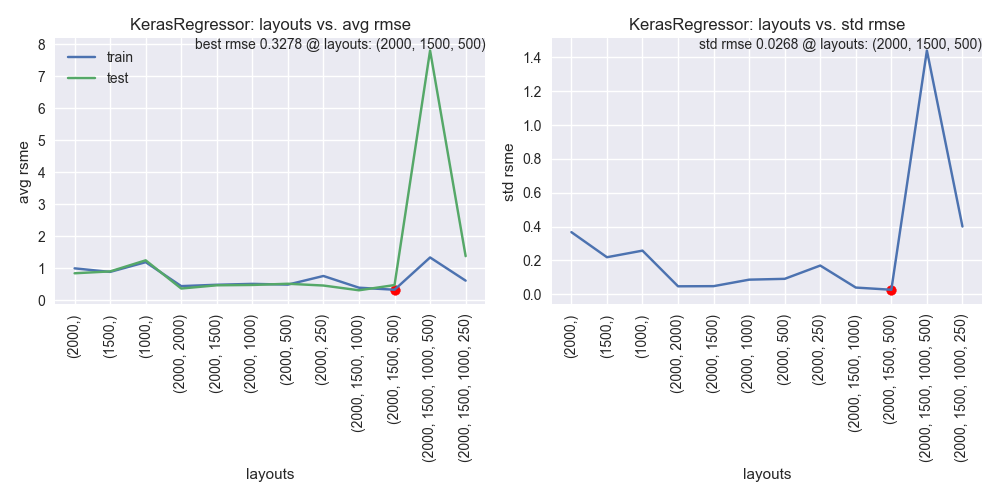 KerasRegressor: layouts vs. avg rmse
best rmse 0.3278 @ layouts: (2000, 1500, 500)
train
test
avg rsme
8
7
6
5
4
3
2
1
0
(2000,)
(1500,)
(1000,)
(2000, 2000)
(2000, 1500)
(2000, 1000)
(2000, 500)
(2000, 250)
(2000, 1500, 1000)
(2000, 1500, 500)
(2000, 1500, 1000, 500)
(2000, 1500, 1000, 250)
layouts
KerasRegressor: layouts vs. std rmse
std rmse 0.0268 @ layouts: (2000, 1500, 500)
std rsme
1.4
1.2
1.0
0.8
0.6
0.4
0.2
0.0
(2000,)
(1500,)
(1000,)
(2000, 2000)
(2000, 1500)
(2000, 1000)
(2000, 500)
(2000, 250)
(2000, 1500, 1000)
(2000, 1500, 500)
(2000, 1500, 1000, 500)
(2000, 1500, 1000, 250)
layouts